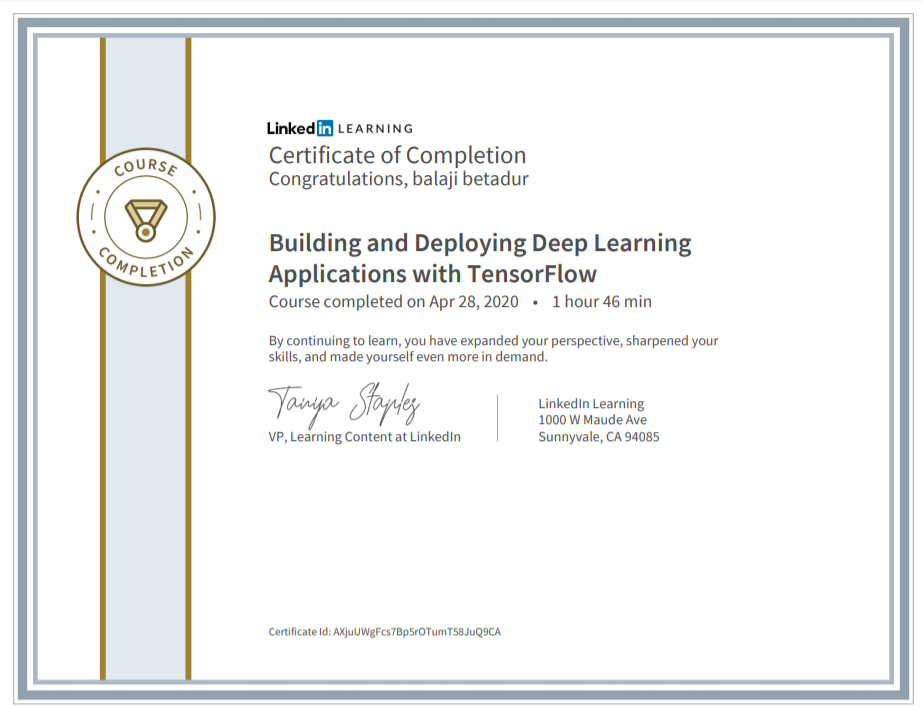 LinkedIn LEARNING
Certificate of Completion
Congratulations, balaji betadur
COURSE
COMPLETION
Building and Deploying Deep Learning
Applications with TensorFlow
Course completed on Apr 28, 2020 • 1 hour 46 min
By continuing to learn, you have expanded your perspective, sharpened your
skills, and made yourself even more in demand.
Tanya Staples
VP, Learning Content at LinkedIn
LinkedIn Learning
1000 W Maude Ave
Sunnyvale, CA 94085
Certificate Id: AXjuUWgFcs7Bp5rOTumT58JuQ9CA